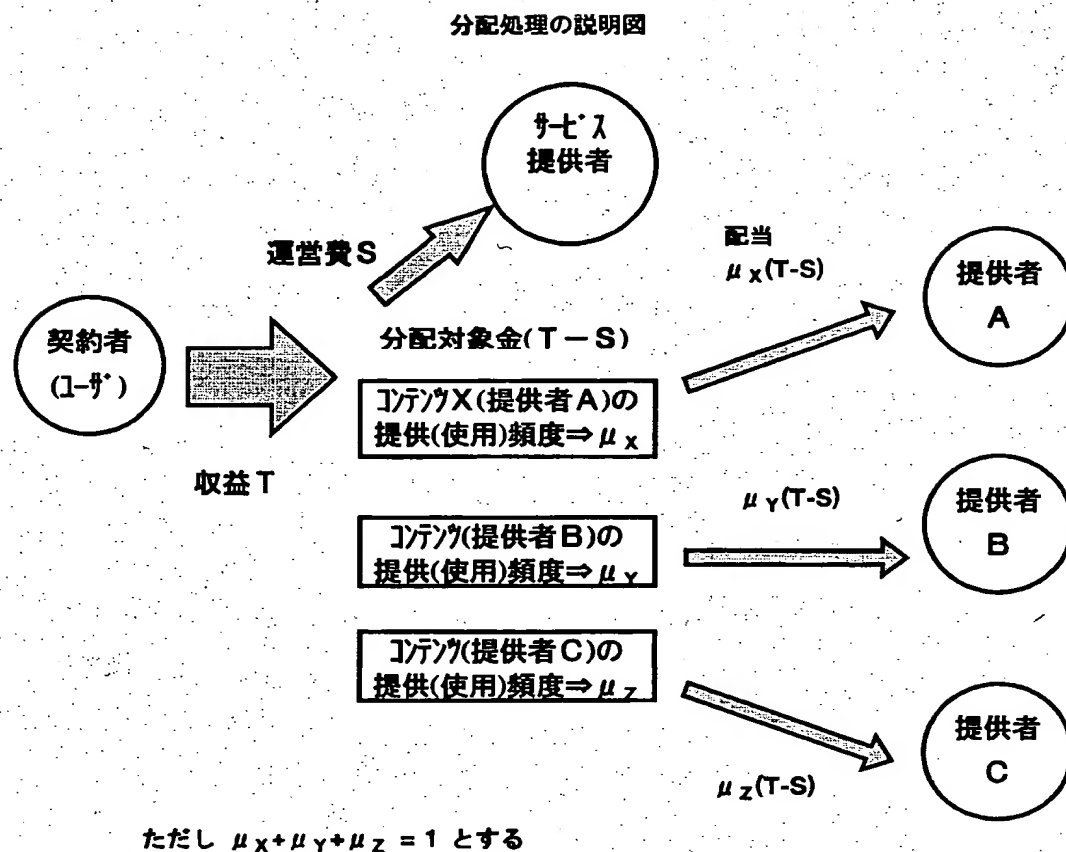 分配処理の説明図
ｻｰﾋﾞｽ
提供者
運営費S
配当
μX(T-S)
提供者
A
契約者
(ﾕｰｻﾞ)
分配対象金(T－S)
ｺﾝﾃﾝﾂX(提供者A)の
提供(使用)頻度⇒μX
収益T
μY(T-S)
提供者
B
ｺﾝﾃﾝﾂ(提供者B)の
提供(使用)頻度⇒μY
ｺﾝﾃﾝﾂ(提供者C)の
提供(使用)頻度⇒μZ
提供者
C
μZ(T-S)
ただし μX+μY+μZ = 1 とする